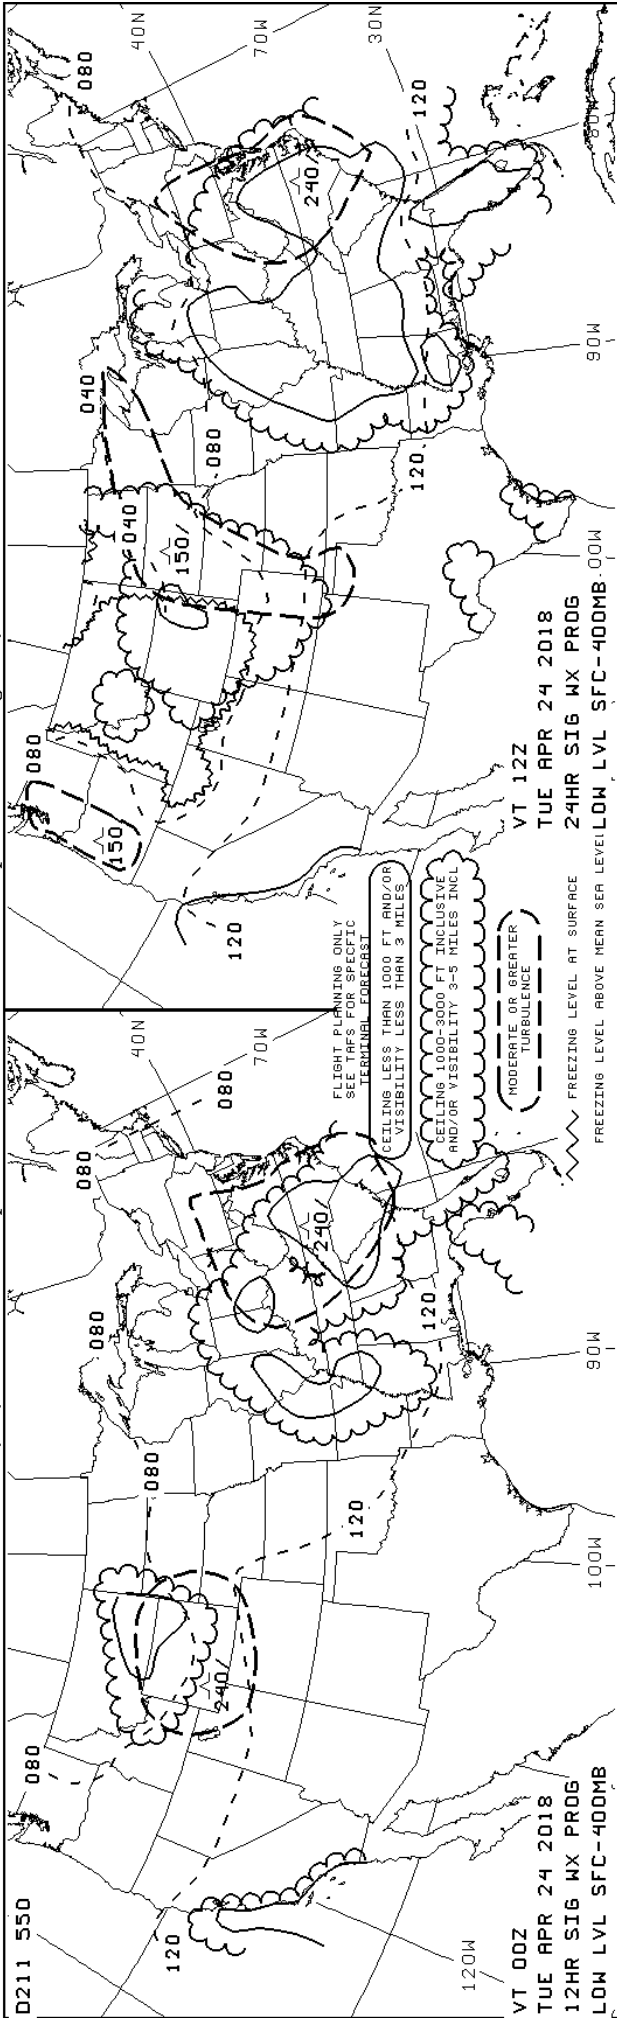 D211 550
080
080
080
080
080
120
120
120
240/
240/
40N
70W
90W
100W
120W
VT 00Z
TUE APR 24 2018
12HR SIG WX PROG
LOW LVL SFC-400MB
FLIGHT PLANNING ONLY
SEE TAFS FOR SPECFIC
TERMINAL FORECAST
CEILING LESS THAN 1000 FT AND/OR
VISIBILITY LESS THAN 3 MILES
CEILING 1000-3000 FT INCLUSIVE
AND/OR VISIBILITY 3-5 MILES INCL
MODERATE OR GREATER
TURBULENCE
FREEZING LEVEL AT SURFACE
FREEZING LEVEL ABOVE MEAN SEA LEVEL
080
150
120
040
040
150/
080
120
080
240/
120
40N
70W
30N
80W
90W
00W
VT 12Z
TUE APR 24 2018
24HR SIG WX PROG
LOW LVL SFC-400MB